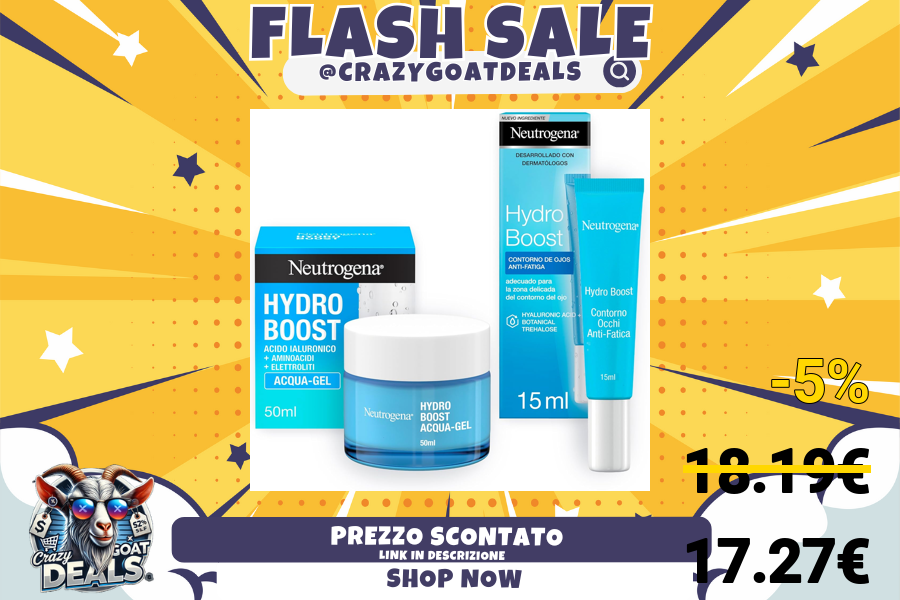 FLASH SALE
@CRAZYGOATDEALS
NUEVO INGREDIENTE
Neutrogena®
DESARROLLADO CON
DERMATÓLOGOS
Hydro
Boost
CONTORNO DE OJOS
ANTI-FATIGA
adecuado para
la zona delicada
del contorno del ojo
HYALURONIC ACID +
BOTANICAL
TREHALOSE
15ml
Neutrogena®
Hydro Boost
Contorno
Occhi
Anti-Fatica
15ml
Neutrogena®
HYDRO
BOOST
ACIDO IALURONICO
+ AMINOACIDI
+ ELETTROLITI
ACQUA-GEL
50ml
Neutrogena®
HYDRO
BOOST
ACQUA-GEL
50ml
-5%
18.19€
17.27€
$
52%
Crazy
GOAT
DEALS
PREZZO SCONTATO
LINK IN DESCRIZIONE
SHOP NOW